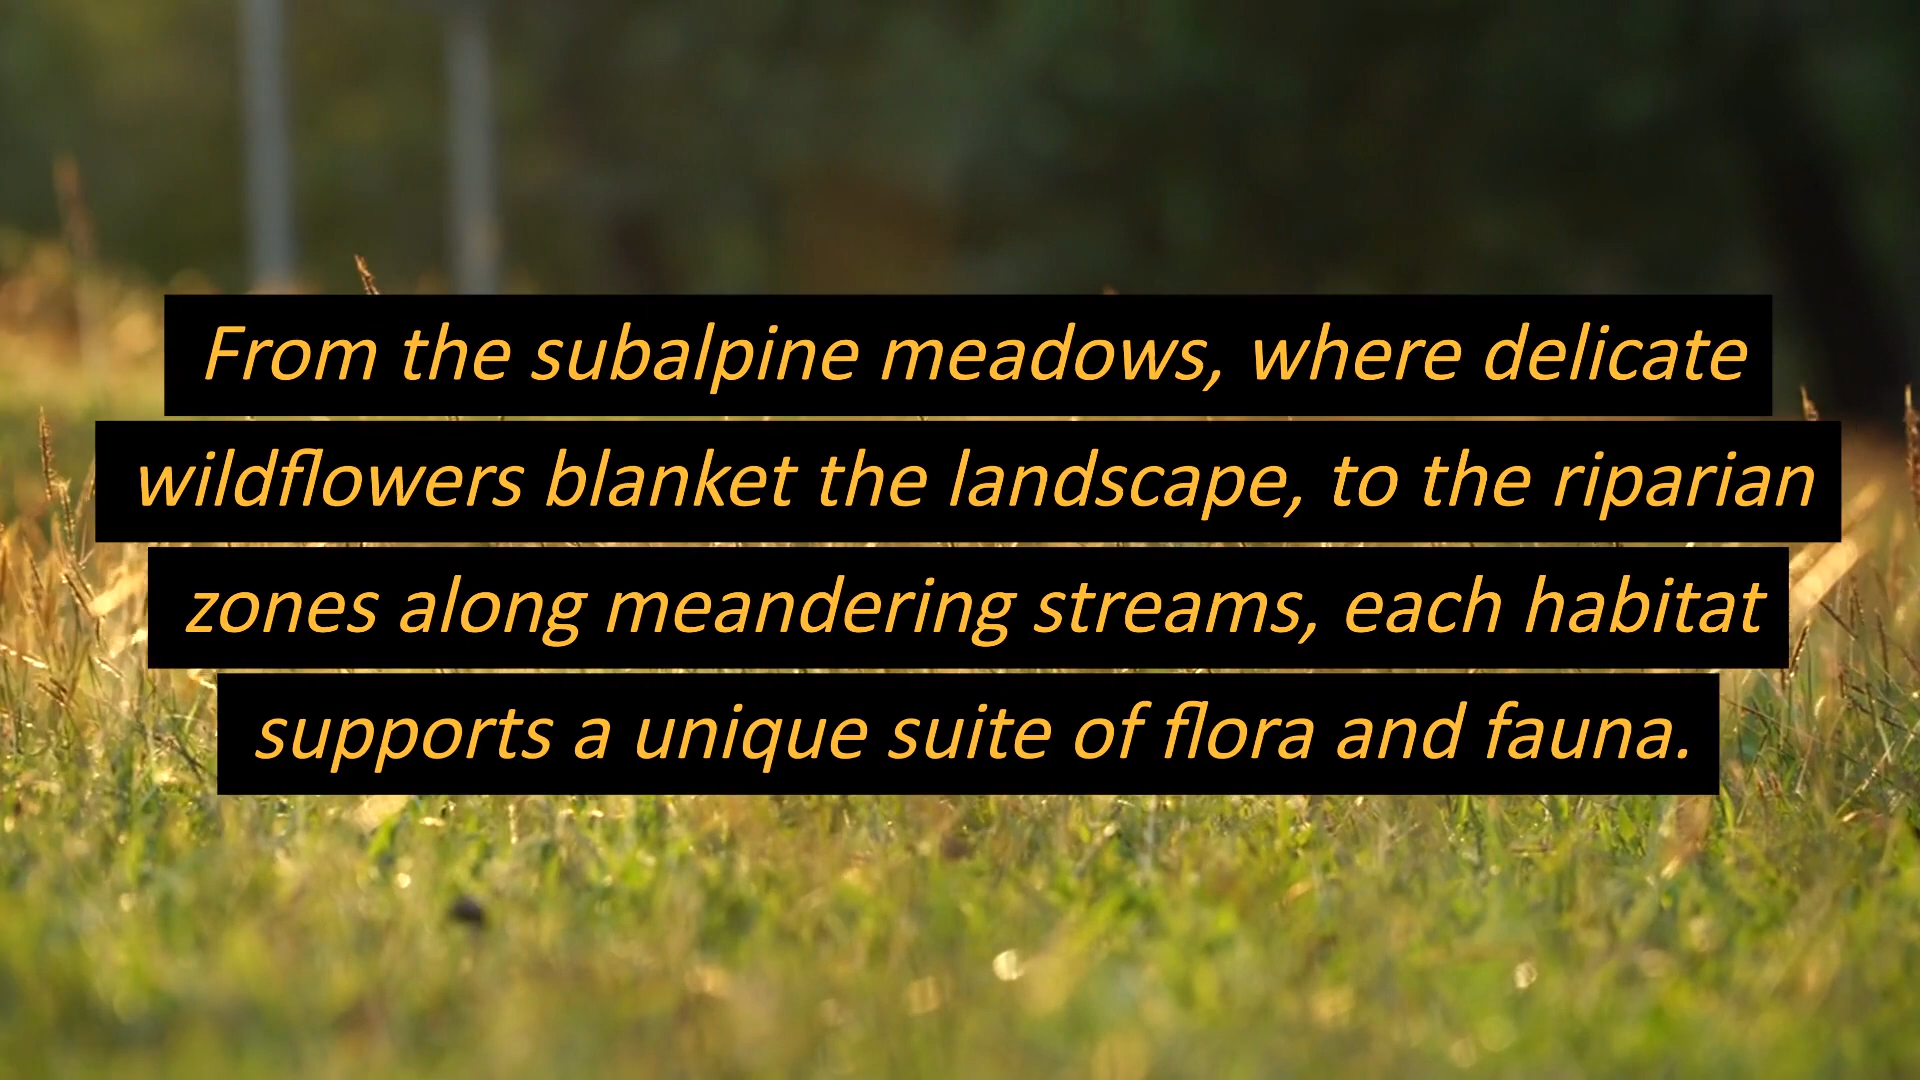 From the subalpine meadows, where delicate
wildflowers blanket the landscape, to the riparian
zones along meandering streams, each habitat
supports a unique suite of flora and fauna.